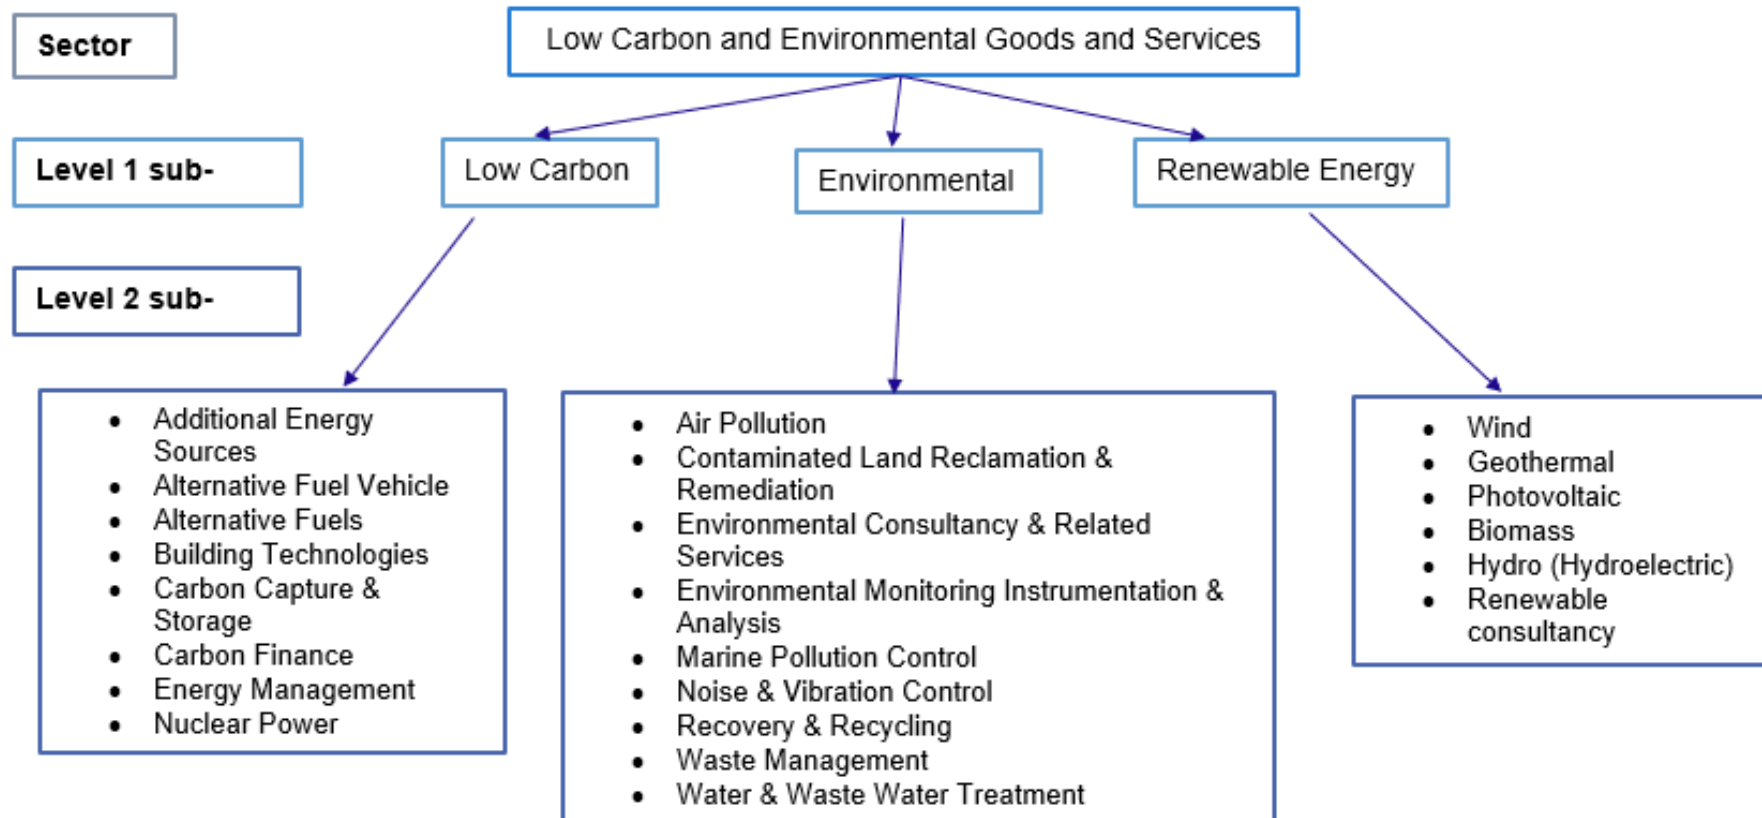 Sector
Low Carbon and Environmental Goods and Services
Level 1 sub-
Low Carbon
Environmental
Renewable Energy
Level 2 sub-
• Additional Energy
Sources
• Alternative Fuel Vehicle
• Alternative Fuels
• Building Technologies
• Carbon Capture &
Storage
• Carbon Finance
• Energy Management
• Nuclear Power
• Air Pollution
• Contaminated Land Reclamation &
Remediation
• Environmental Consultancy & Related
Services
• Environmental Monitoring Instrumentation &
Analysis
• Marine Pollution Control
• Noise & Vibration Control
• Recovery & Recycling
• Waste Management
• Water & Waste Water Treatment
• Wind
• Geothermal
• Photovoltaic
• Biomass
• Hydro (Hydroelectric)
• Renewable
consultancy